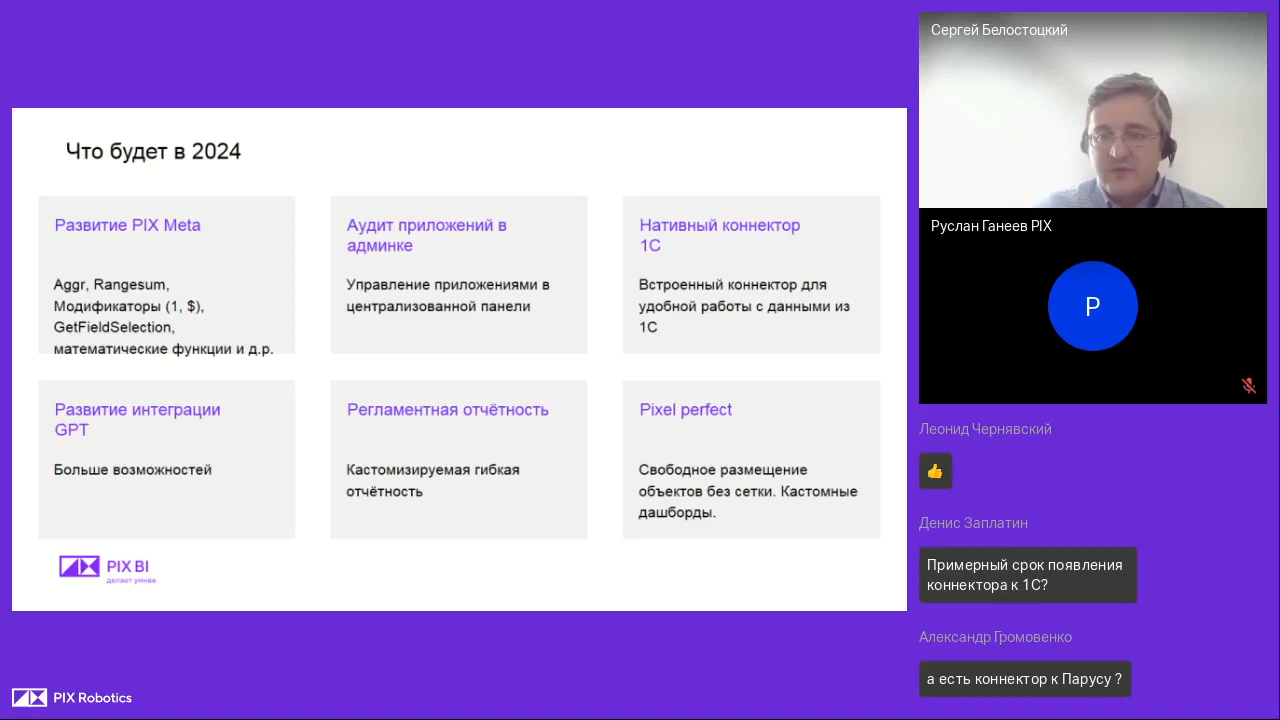 Что будет в 2024
Развитие PIX Meta
Aggr, Rangesum,
Модификаторы (1, $),
GetFieldSelection,
математические функции и д.р.
Аудит приложений в
админке
Управление приложениями в
централизованной панели
Нативный коннектор
1С
Встроенный коннектор для
удобной работы с данными из
1С
Развитие интеграции
GPT
Больше возможностей
Регламентная отчётность
Кастомизируемая гибкая
отчётность
Pixel perfect
Свободное размещение
объектов без сетки. Кастомные
дашборды.
PIX BI
делает умнее
PIX Robotics
Сергей Белостоцкий
Руслан Ганеев PIX
Р
Леонид Чернявский
👍
Денис Заплатин
Примерный срок появления
коннектора к 1С?
Александр Громовенко
а есть коннектор к Парусу ?